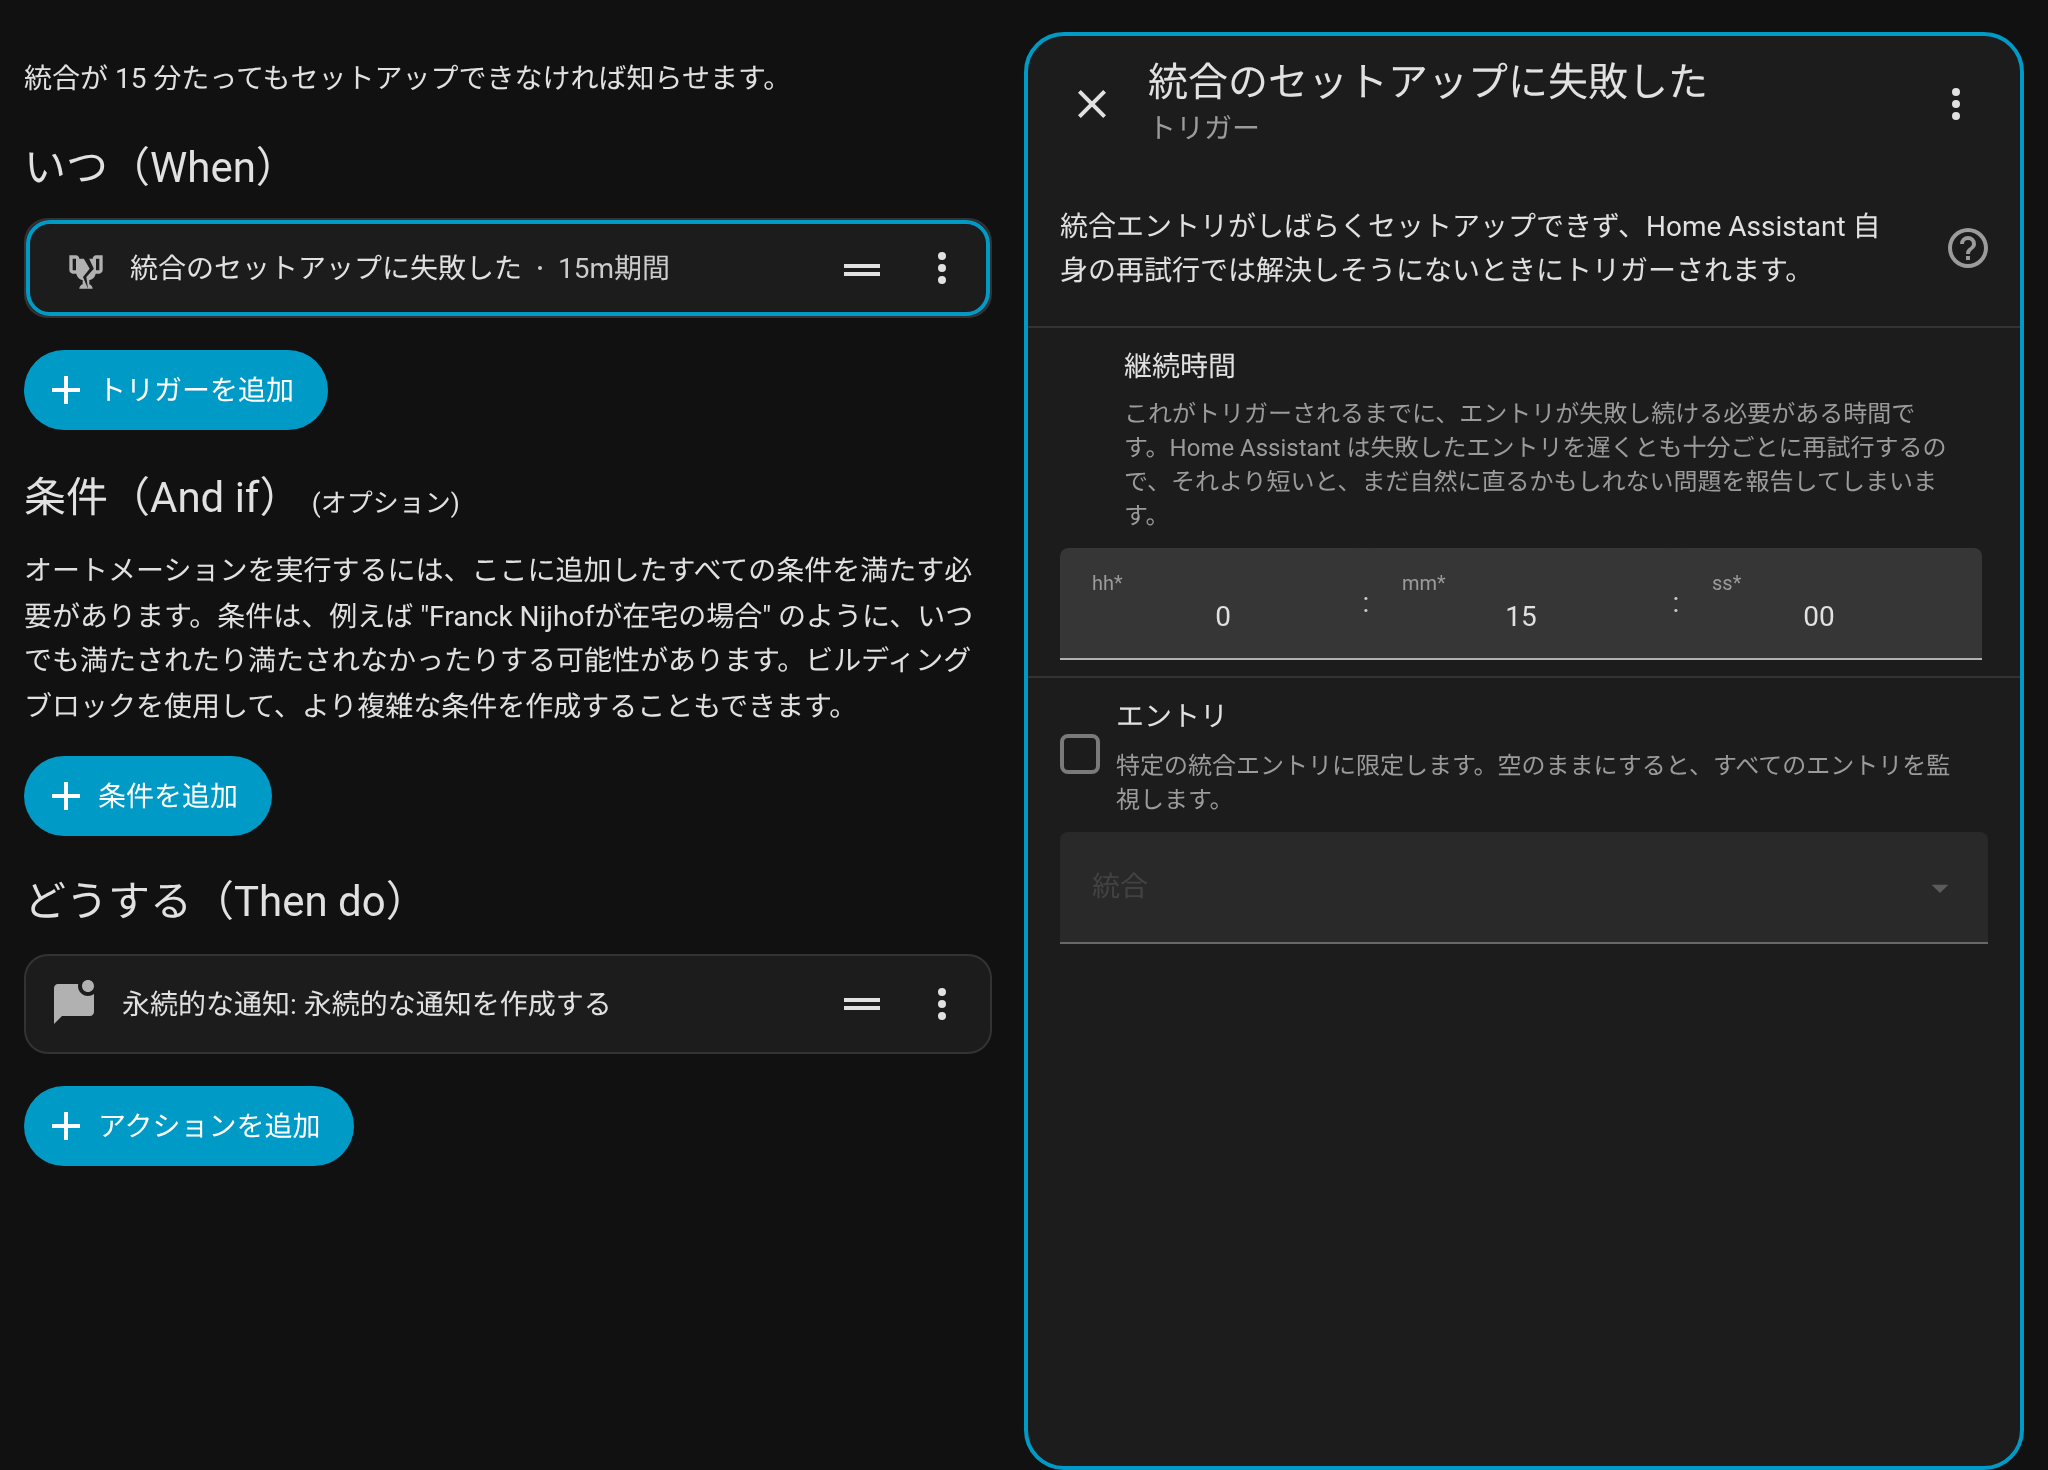 統合が 15 分たってもセットアップできなければ知らせます。
いつ（When）
統合のセットアップに失敗した · 15m期間
トリガーを追加
条件（And if） (オプション)
オートメーションを実行するには、ここに追加したすべての条件を満たす必
要があります。条件は、例えば "Franck Nijhofが在宅の場合" のように、いつ
でも満たされたり満たされなかったりする可能性があります。ビルディング
ブロックを使用して、より複雑な条件を作成することもできます。
条件を追加
どうする（Then do）
永続的な通知: 永続的な通知を作成する
アクションを追加
統合のセットアップに失敗した
トリガー
統合エントリがしばらくセットアップできず、Home Assistant 自
身の再試行では解決しそうにないときにトリガーされます。
継続時間
これがトリガーされるまでに、エントリが失敗し続ける必要がある時間で
す。Home Assistant は失敗したエントリを遅くとも十分ごとに再試行するの
で、それより短いと、まだ自然に直るかもしれない問題を報告してしまいま
す。
hh* mm* ss*
0 : 15 : 00
エントリ
特定の統合エントリに限定します。空のままにすると、すべてのエントリを監
視します。
統合